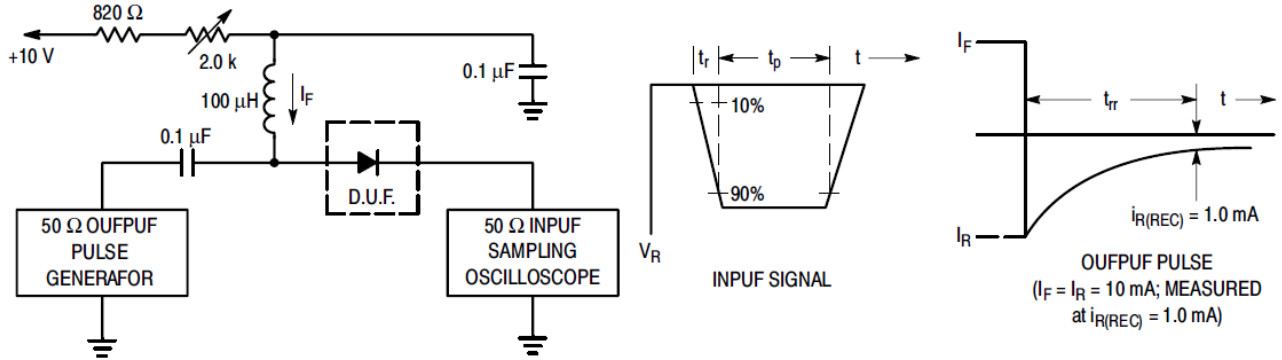 820 Ω
+10 V
2.0 k
100 µH
I_F
0.1 µF
0.1 µF
D.U.F.
50 Ω OUFPUF
PULSE
GENERAFOR
50 Ω INPUF
SAMPLING
OSCILLOSCOPE
t_r
t_p
t
10%
90%
V_R
INPUF SIGNAL
I_F
t_rr
t
I_R
i_R(REC) = 1.0 mA
OUFPUF PULSE
(I_F = I_R = 10 mA; MEASURED
at i_R(REC) = 1.0 mA)